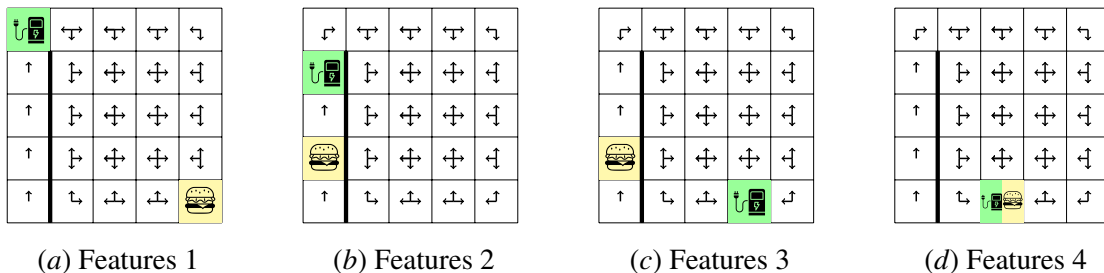 (a) Features 1
(b) Features 2
(c) Features 3
(d) Features 4